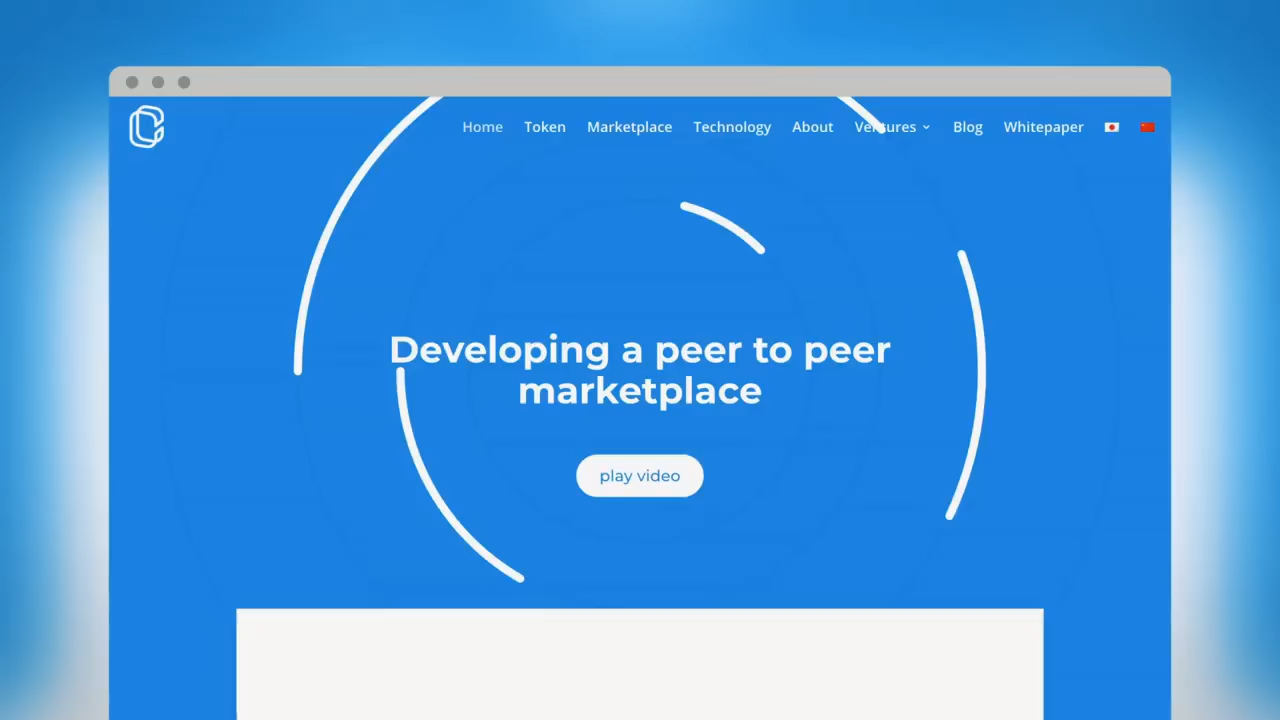 Home Token Marketplace Technology About Ventures Blog Whitepaper
Developing a peer to peer
marketplace
play video